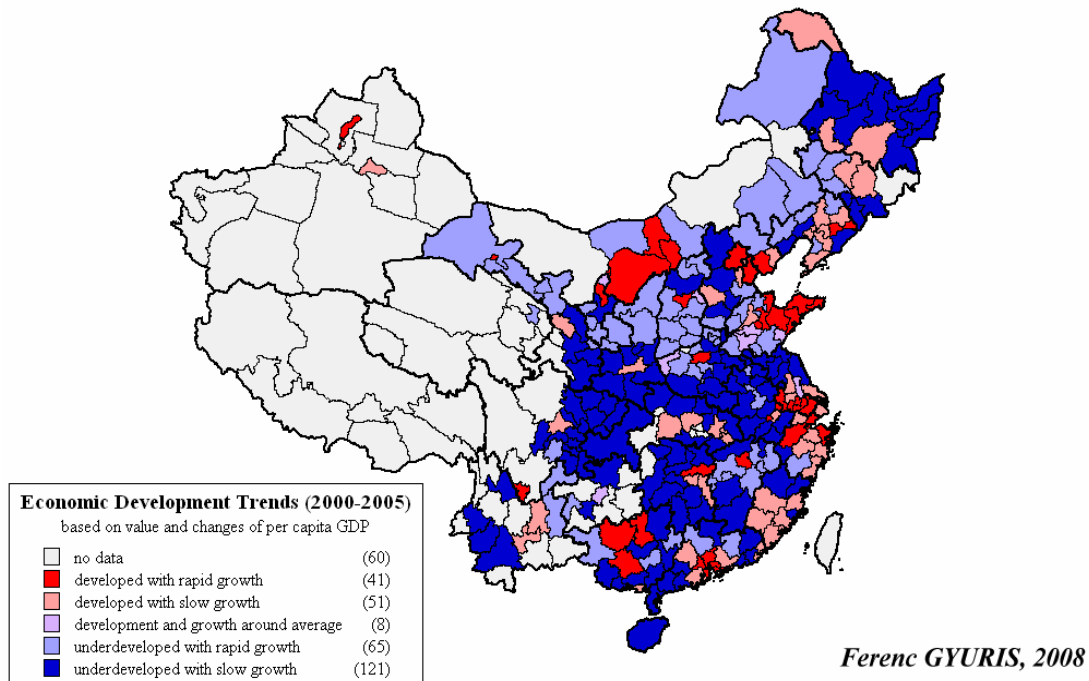 Economic Development Trends (2000-2005)
based on value and changes of per capita GDP
no data (60)
developed with rapid growth (41)
developed with slow growth (51)
development and growth around average (8)
underdeveloped with rapid growth (65)
underdeveloped with slow growth (121)
Ferenc GYURIS, 2008